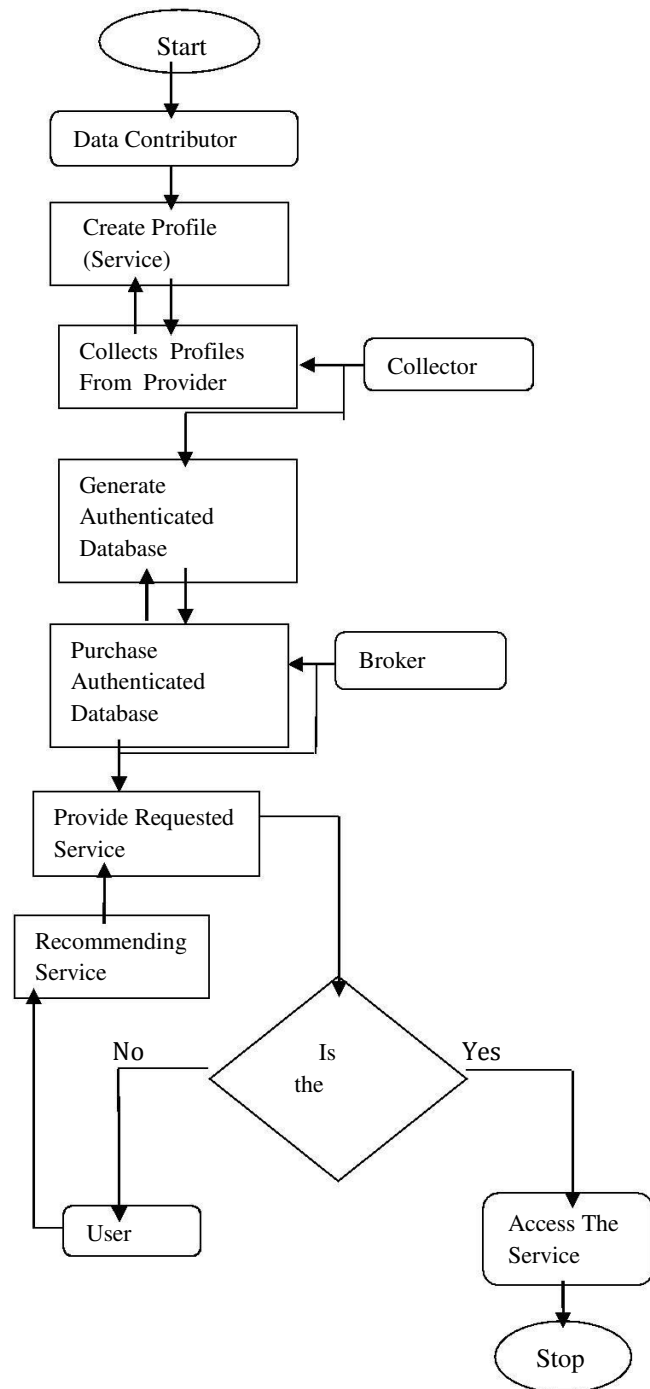 Start
Data Contributor
Create Profile
(Service)
Collects Profiles
From Provider
Collector
Generate
Authenticated
Database
Purchase
Authenticated
Database
Broker
Provide Requested
Service
Recommending
Service
No
Is
the
Yes
User
Access The
Service
Stop